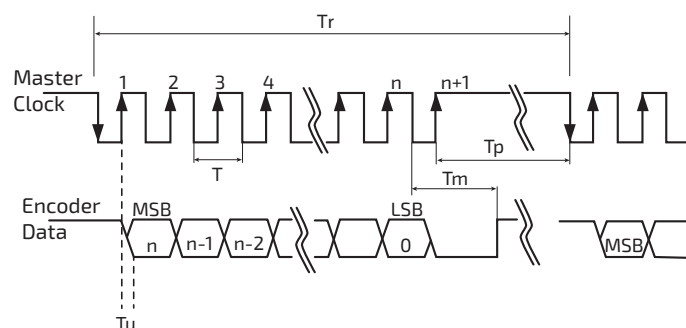 Tr
Master
Clock
1 2 3 4 n n+1
T
Tp
Tm
Encoder
Data
MSB LSB
n n-1 n-2 0 MSB
Tu